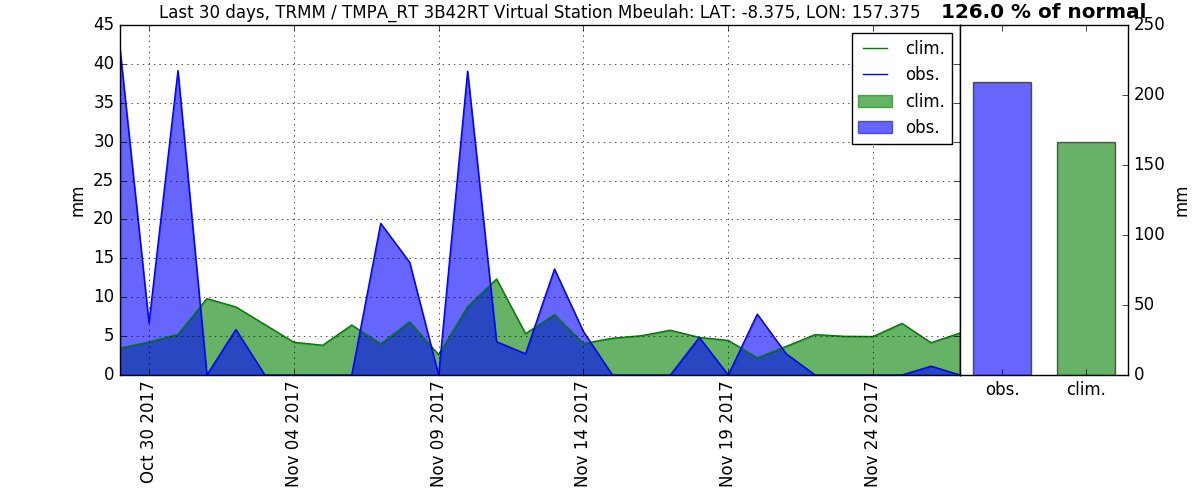 Last 30 days, TRMM / TMPA_RT 3B42RT Virtual Station Mbeulah: LAT: -8.375, LON: 157.375
126.0 % of normal
45
40
35
30
25
20
15
10
5
0
mm
clim.
obs.
clim.
obs.
Oct 30 2017
Nov 04 2017
Nov 09 2017
Nov 14 2017
Nov 19 2017
Nov 24 2017
250
200
150
100
50
0
mm
obs.
clim.